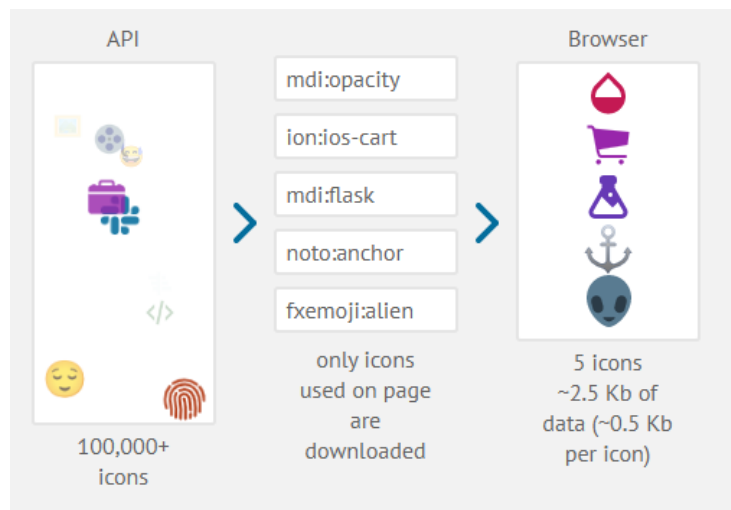 API
100,000+
icons
mdi:opacity
ion:ios-cart
mdi:flask
noto:anchor
fxemoji:alien
only icons
used on page
are
downloaded
Browser
5 icons
~2.5 Kb of
data (~0.5 Kb
per icon)